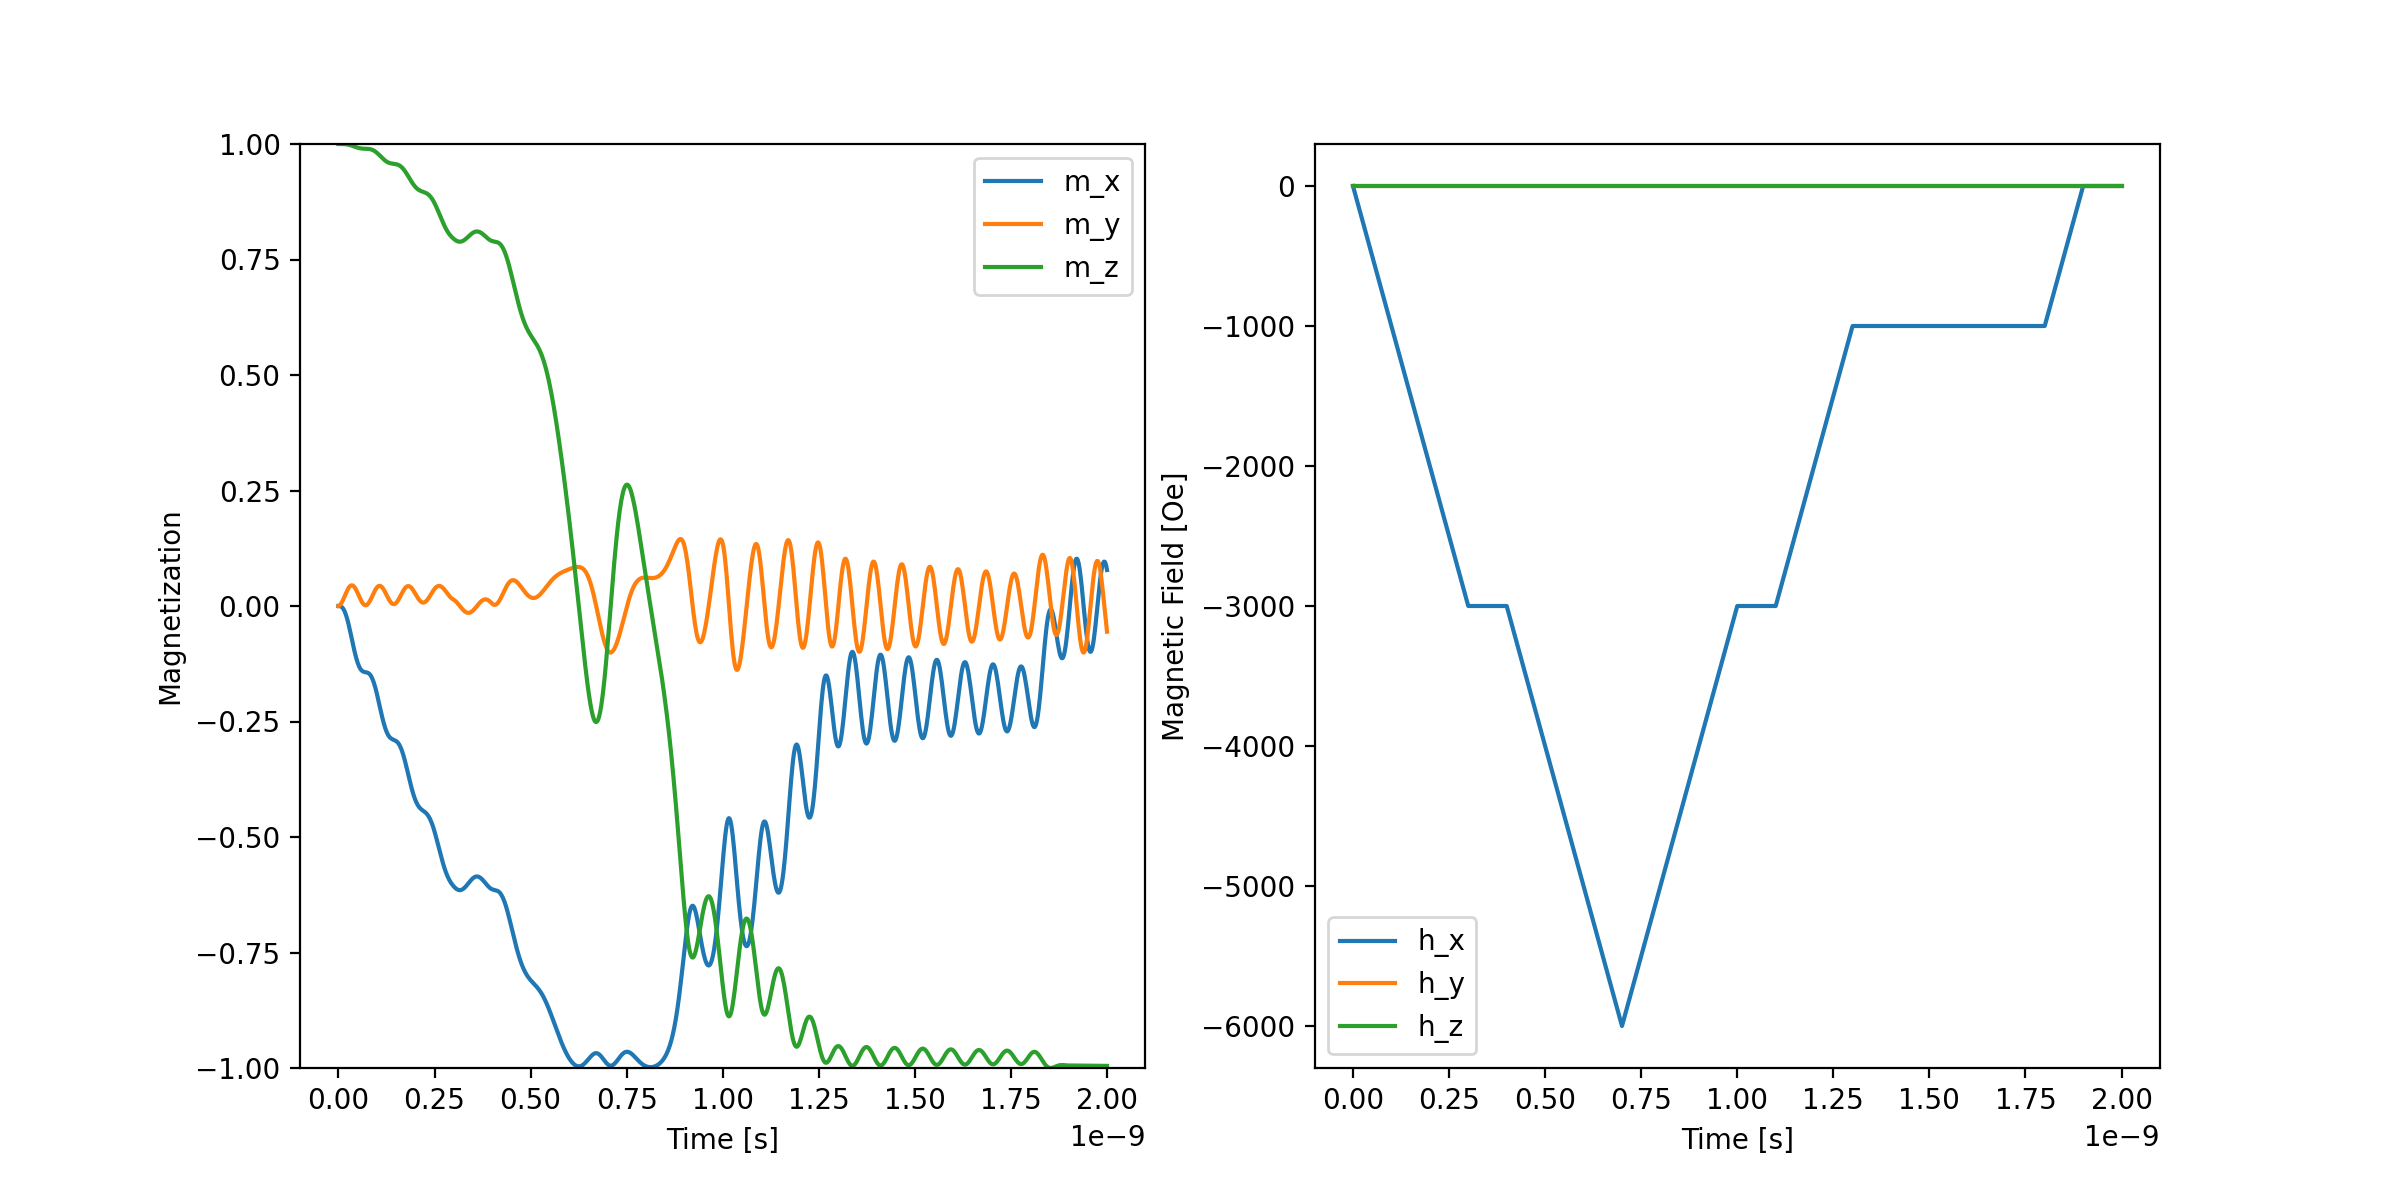 Magnetization
1.00
0.75
0.50
0.25
0.00
−0.25
−0.50
−0.75
−1.00
m_x
m_y
m_z
0.00 0.25 0.50 0.75 1.00 1.25 1.50 1.75 2.00
Time [s]
1e−9
Magnetic Field [Oe]
0
−1000
−2000
−3000
−4000
−5000
−6000
h_x
h_y
h_z
0.00 0.25 0.50 0.75 1.00 1.25 1.50 1.75 2.00
Time [s]
1e−9